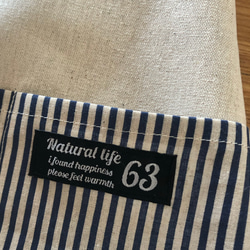 Natural life
i found happiness
please feel warmth
63